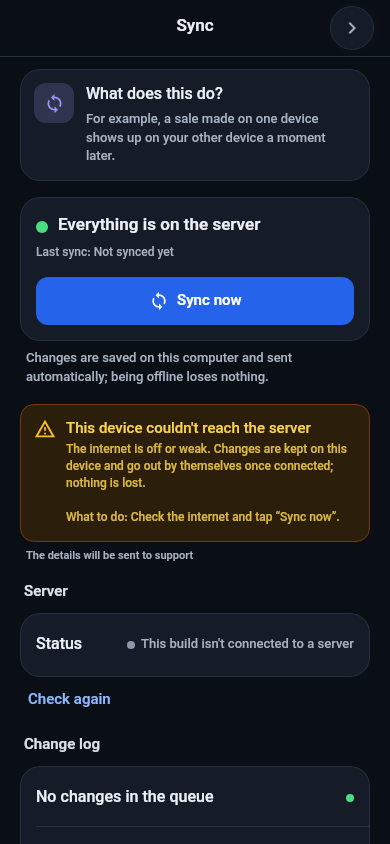 Sync
What does this do?
For example, a sale made on one device
shows up on your other device a moment
later.
Everything is on the server
Last sync: Not synced yet
Sync now
Changes are saved on this computer and sent
automatically; being offline loses nothing.
This device couldn't reach the server
The internet is off or weak. Changes are kept on this
device and go out by themselves once connected;
nothing is lost.
What to do: Check the internet and tap “Sync now”.
The details will be sent to support
Server
Status
This build isn't connected to a server
Check again
Change log
No changes in the queue